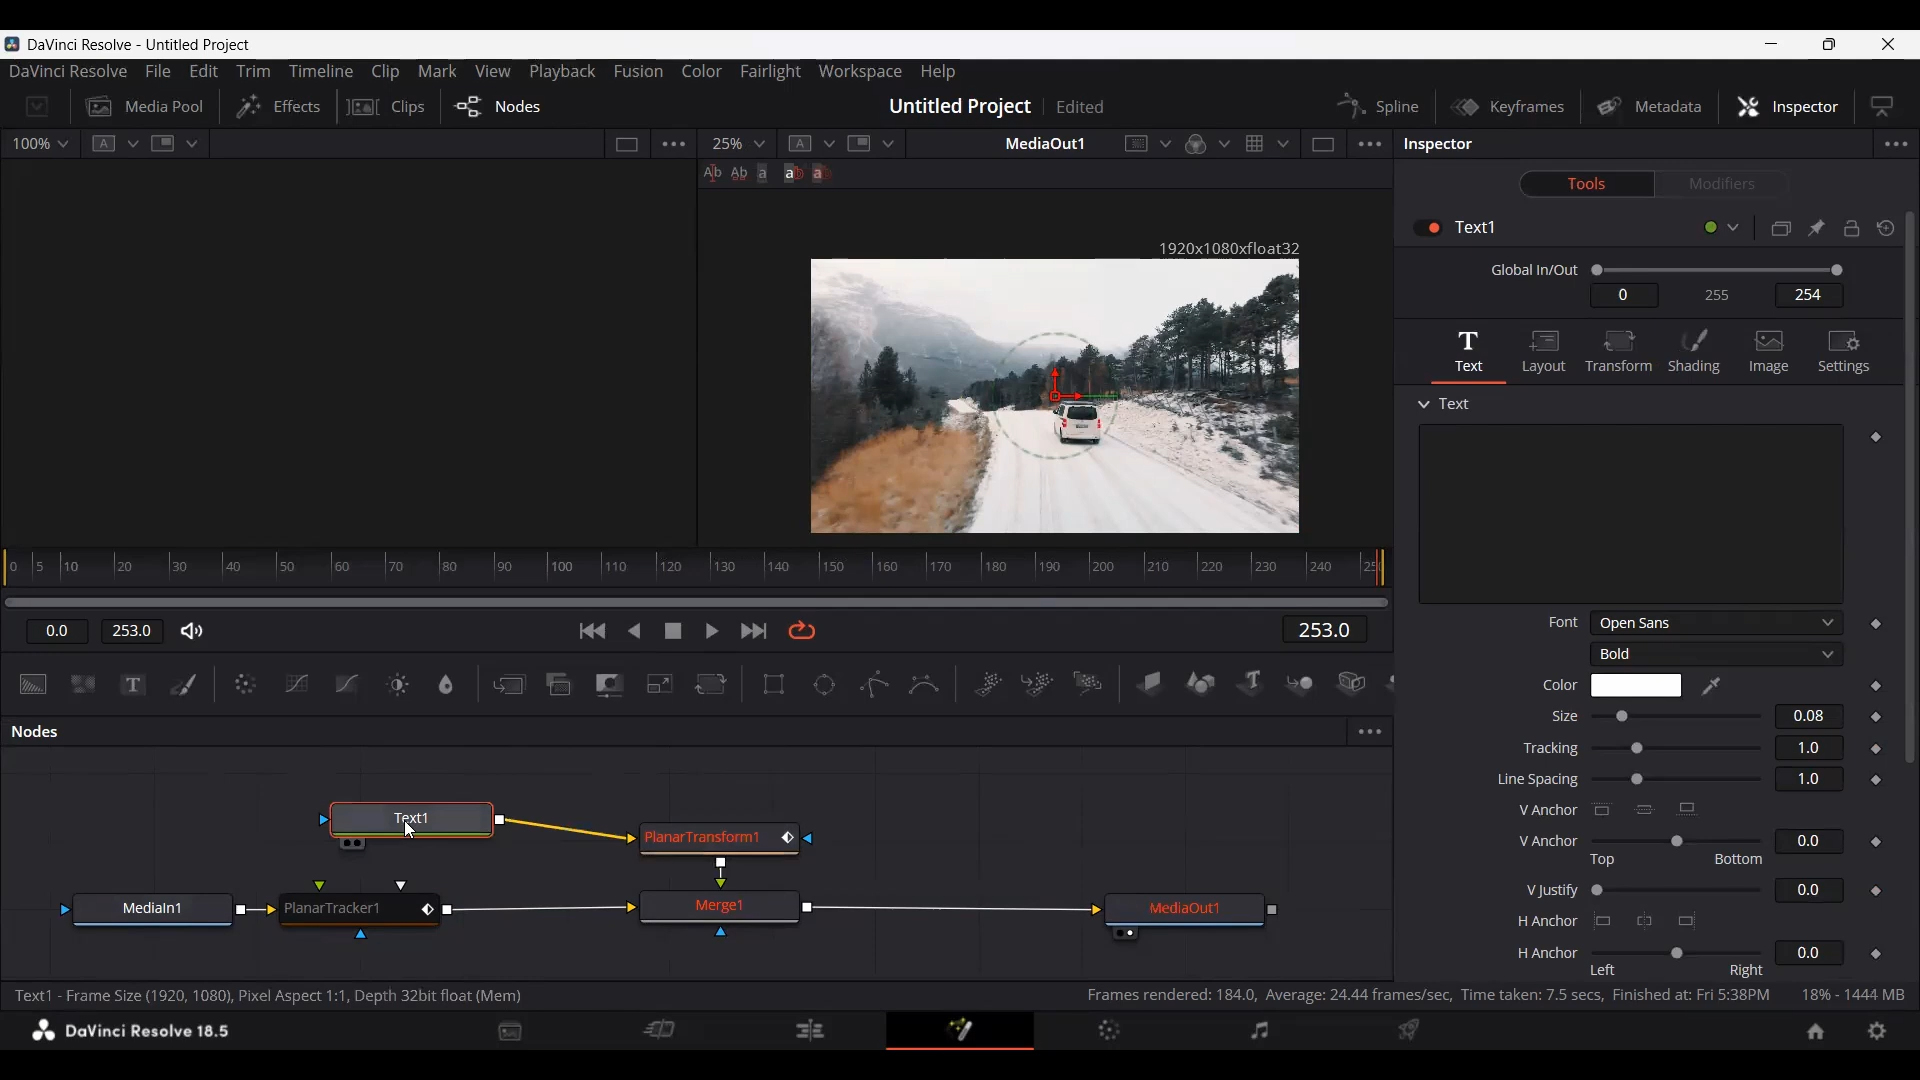 DaVinci Resolve - Untitled Project
DaVinci Resolve File Edit Trim Timeline Clip Mark View Playback Fusion Color Fairlight Workspace Help
Media Pool Effects Clips Nodes Untitled Project Edited Spline Keyframes Metadata Inspector
100% A 25% A MediaOut1 Inspector
Ab Ab a ab ab
Tools Modifiers
Text1
1920x1080xfloat32
Global In/Out
0 255 254
Text Layout Transform Shading Image Settings
Text
0 5 10 20 30 40 50 60 70 80 90 100 110 120 130 140 150 160 170 180 190 200 210 220 230 240
0.0 253.0 253.0
Font Open Sans
Bold
Color
Size 0.08
Tracking 1.0
Line Spacing 1.0
V Anchor
V Anchor 0.0
Top Bottom
V Justify 0.0
H Anchor
H Anchor 0.0
Left Right
Nodes
Text1
PlanarTransform1
MediaIn1 PlanarTracker1 Merge1 MediaOut1
Text1 - Frame Size (1920, 1080), Pixel Aspect 1:1, Depth 32bit float (Mem)
Frames rendered: 184.0, Average: 24.44 frames/sec, Time taken: 7.5 secs, Finished at: Fri 5:38PM 18% - 1444 MB
DaVinci Resolve 18.5